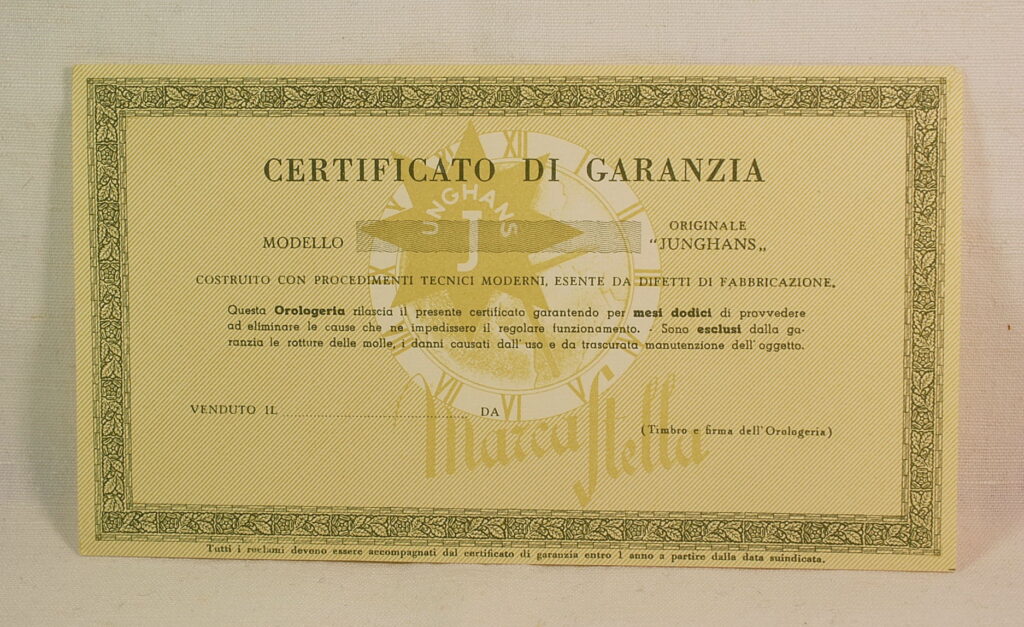 CERTIFICATO DI GARANZIA
XII
JUNGHANS
J
MODELLO
ORIGINALE
"JUNGHANS„
COSTRUITO CON PROCEDIMENTI TECNICI MODERNI, ESENTE DA DIFETTI DI FABBRICAZIONE.
Questa Orologeria rilascia il presente certificato garantendo per mesi dodici di provvedere
ad eliminare le cause che ne impedissero il regolare funzionamento. - Sono esclusi dalla ga-
ranzia le rotture delle molle, i danni causati dall'uso e da trascurata manutenzione dell'oggetto.
VII
VI
V
VENDUTO IL ........................ DA
(Timbro e firma dell'Orologeria)
Marca Stella
Tutti i reclami devono essere accompagnati dal certificato di garanzia entro 1 anno a partire dalla data suindicata.